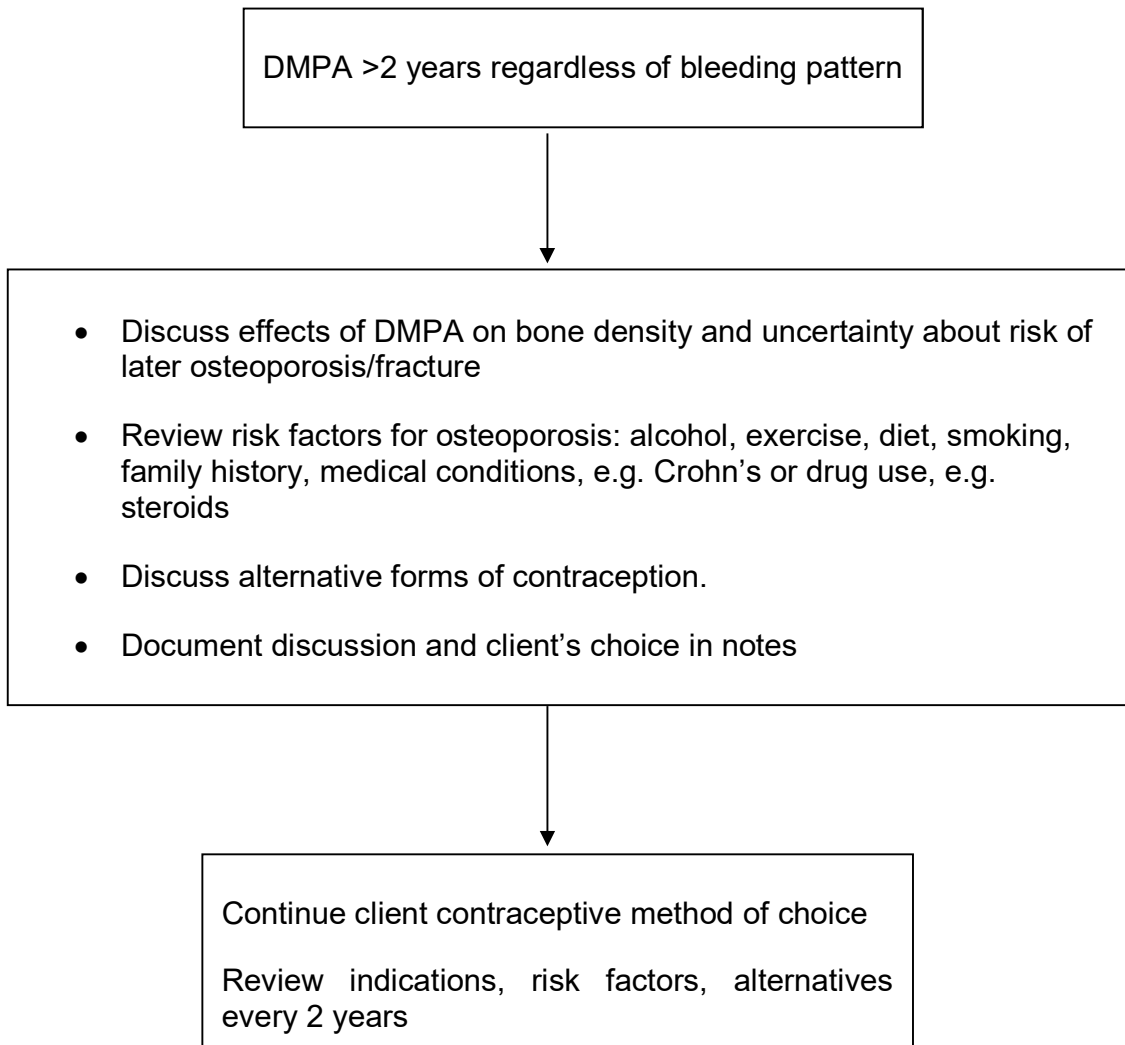 DMPA >2 years regardless of bleeding pattern
• Discuss effects of DMPA on bone density and uncertainty about risk of
later osteoporosis/fracture
• Review risk factors for osteoporosis: alcohol, exercise, diet, smoking,
family history, medical conditions, e.g. Crohn’s or drug use, e.g.
steroids
• Discuss alternative forms of contraception.
• Document discussion and client’s choice in notes
Continue client contraceptive method of choice
Review indications, risk factors, alternatives
every 2 years